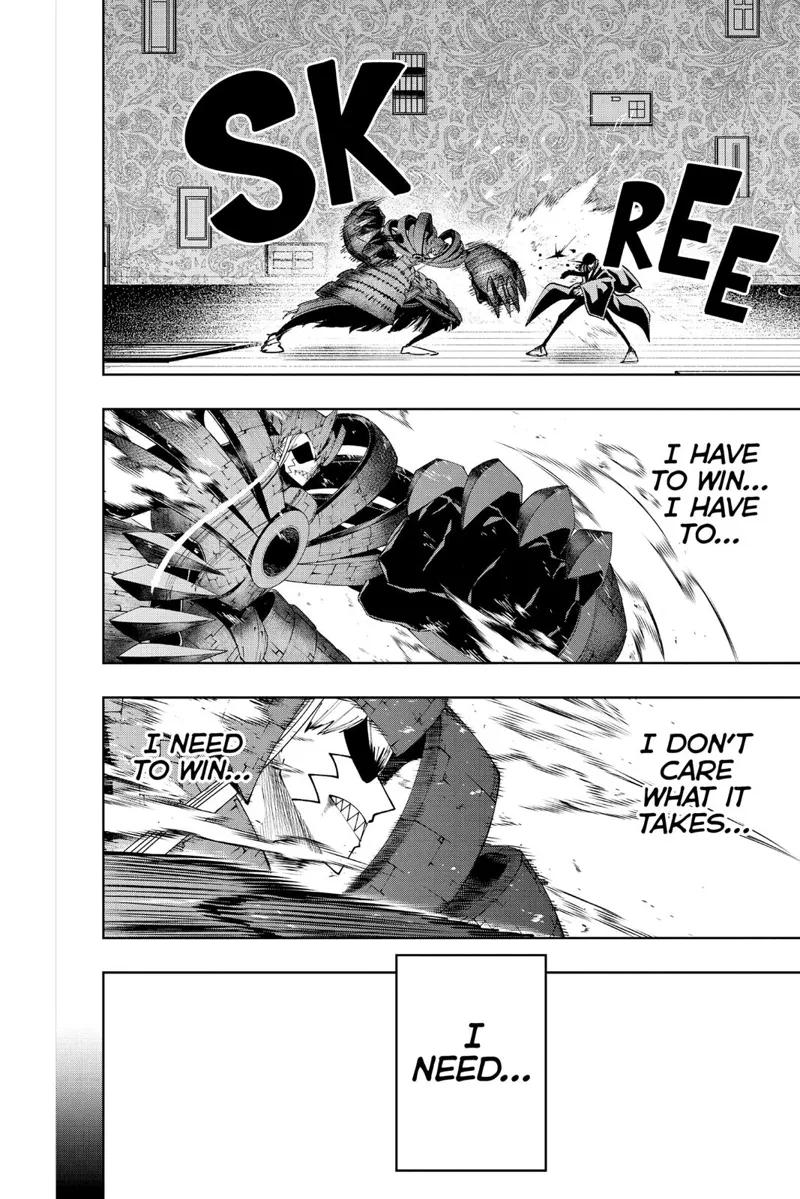 SK
REE
I HAVE
TO WIN...
I HAVE
TO...
I DON'T
CARE
WHAT IT
TAKES...
I NEED
TO WIN...
I
NEED...